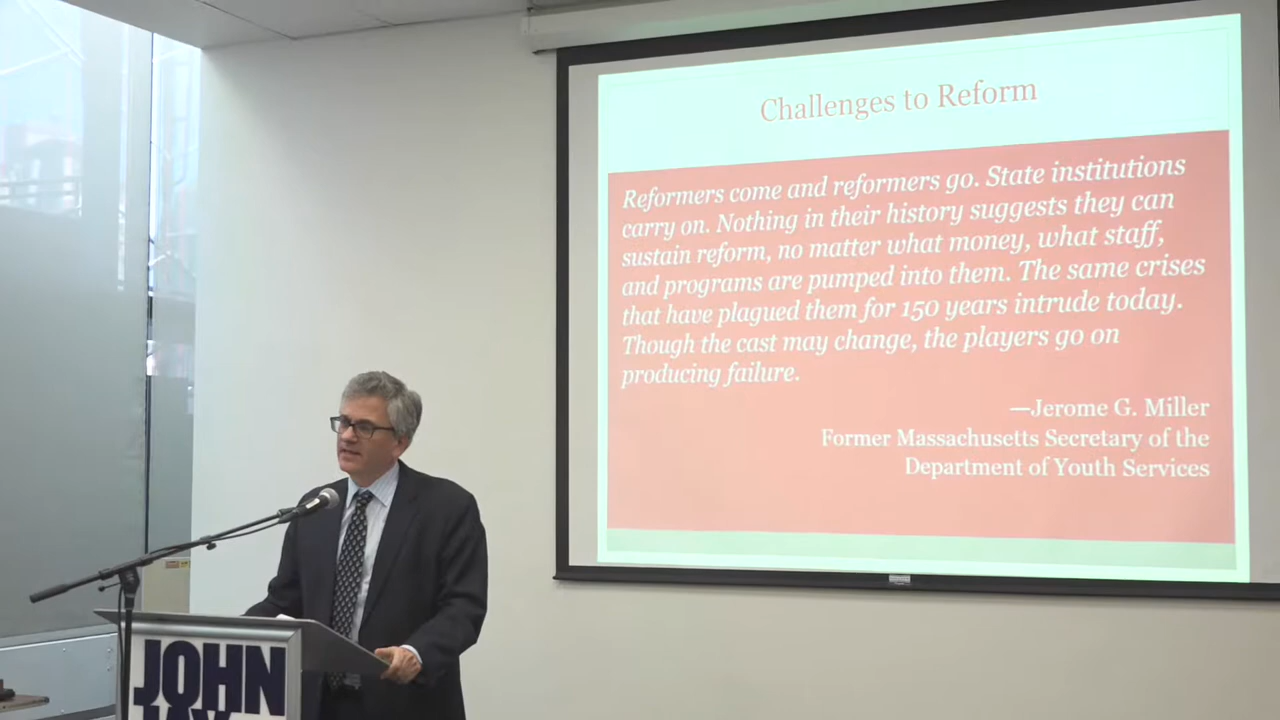 Challenges to Reform
Reformers come and reformers go. State institutions
carry on. Nothing in their history suggests they can
sustain reform, no matter what money, what staff,
and programs are pumped into them. The same crises
that have plagued them for 150 years intrude today.
Though the cast may change, the players go on
producing failure.
—Jerome G. Miller
Former Massachusetts Secretary of the
Department of Youth Services
JOHN
JAY